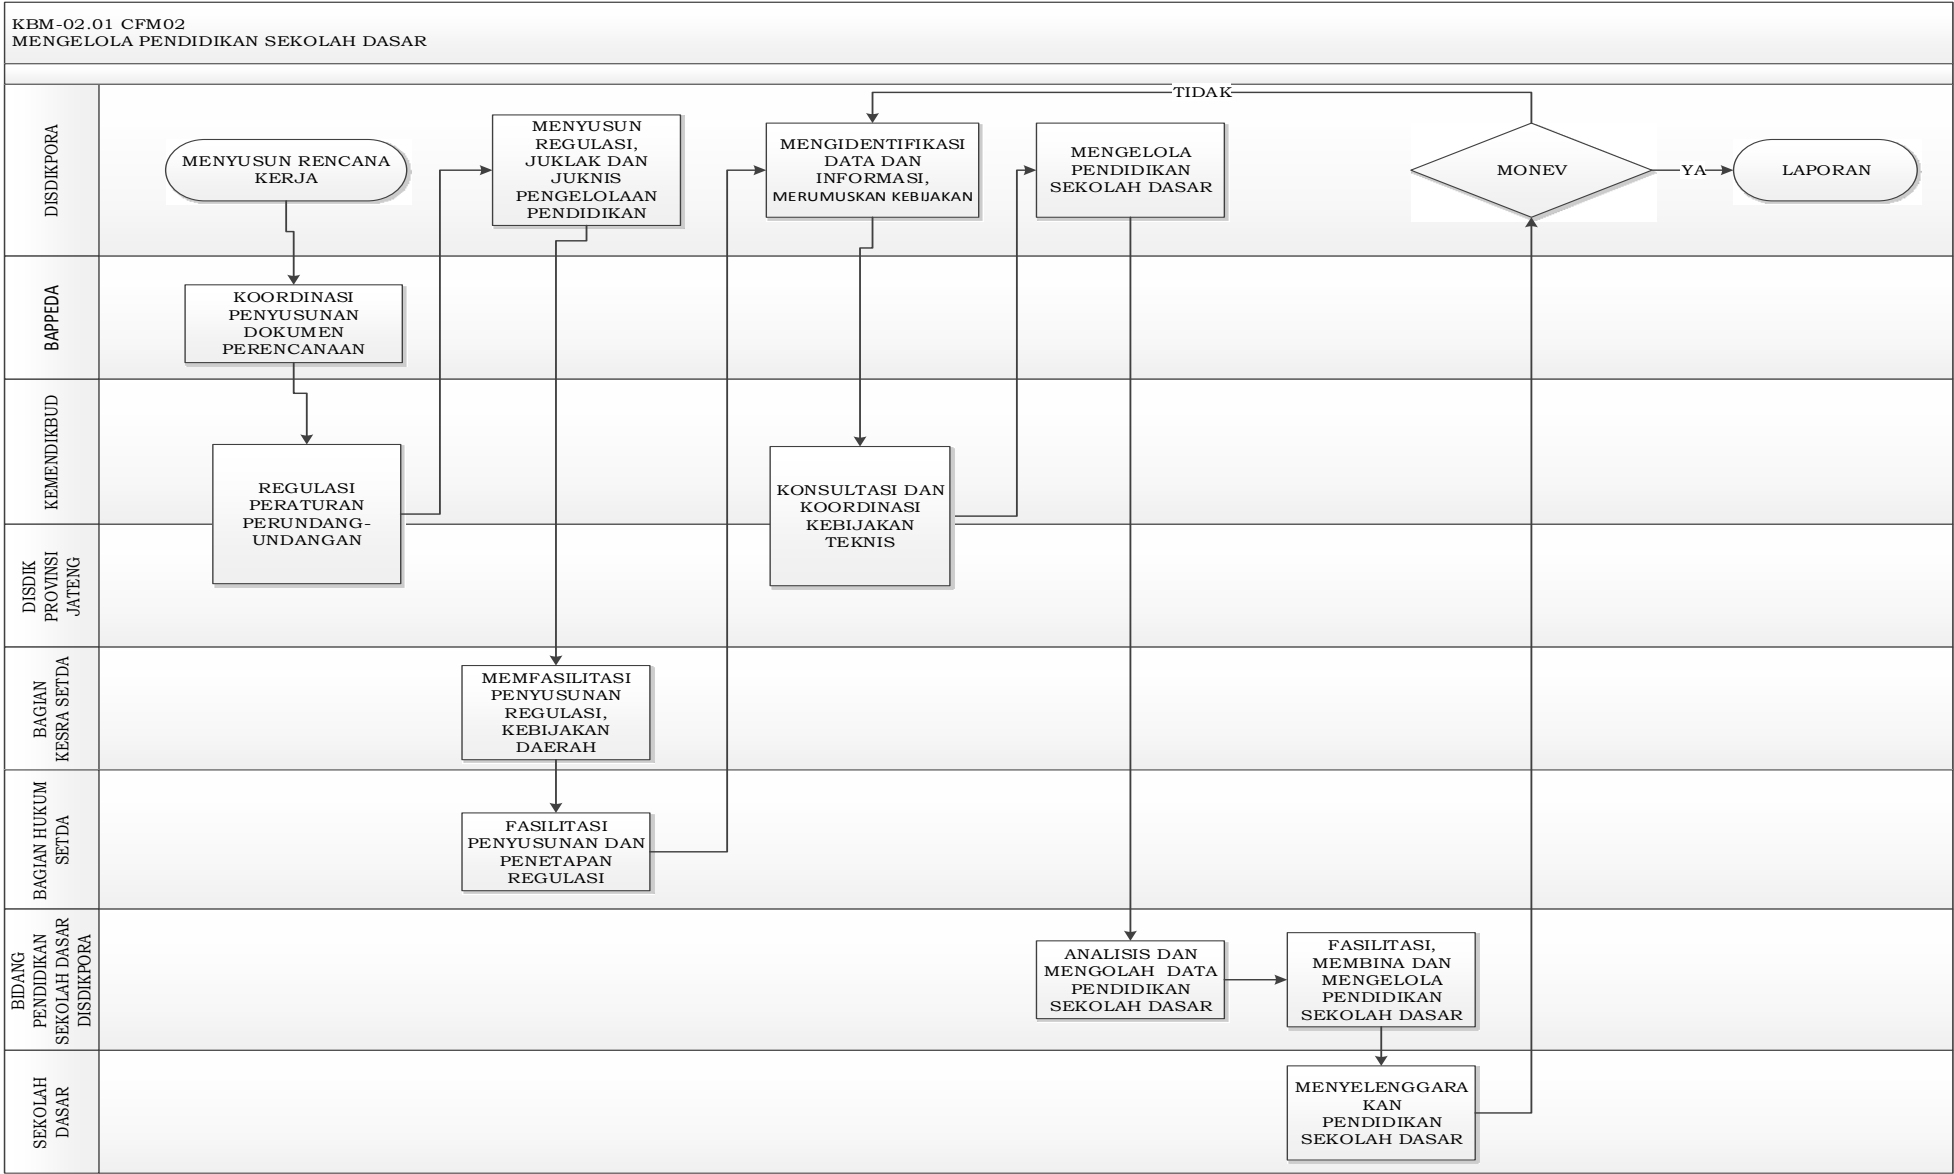 KBM-02.01 CFM02
MENGELOLA PENDIDIKAN SEKOLAH DASAR
DISDIKPORA
MENYUSUN RENCANA
KERJA
MENYUSUN
REGULASI,
JUKLAK DAN
JUKNIS
PENGELOLAAN
PENDIDIKAN
MENGIDENTIFIKASI
DATA DAN
INFORMASI,
MERUMUSKAN KEBIJAKAN
MENGELOLA
PENDIDIKAN
SEKOLAH DASAR
TIDAK
MONEV
YA
LAPORAN
BAPPEDA
KOORDINASI
PENYUSUNAN
DOKUMEN
PERENCANAAN
KEMENDIKBUD
REGULASI
PERATURAN
PERUNDANG-
UNDANGAN
KONSULTASI DAN
KOORDINASI
KEBIJAKAN
TEKNIS
DISDIK
PROVINSI
JATENG
BAGIAN
KESRA SETDA
MEMFASILITASI
PENYUSUNAN
REGULASI,
KEBIJAKAN
DAERAH
BAGIAN HUKUM
SETDA
FASILITASI
PENYUSUNAN DAN
PENETAPAN
REGULASI
BIDANG
PENDIDIKAN
SEKOLAH DASAR
DISDIKPORA
ANALISIS DAN
MENGOLAH DATA
PENDIDIKAN
SEKOLAH DASAR
FASILITASI,
MEMBINA DAN
MENGELOLA
PENDIDIKAN
SEKOLAH DASAR
SEKOLAH
DASAR
MENYELENGGARA
KAN
PENDIDIKAN
SEKOLAH DASAR